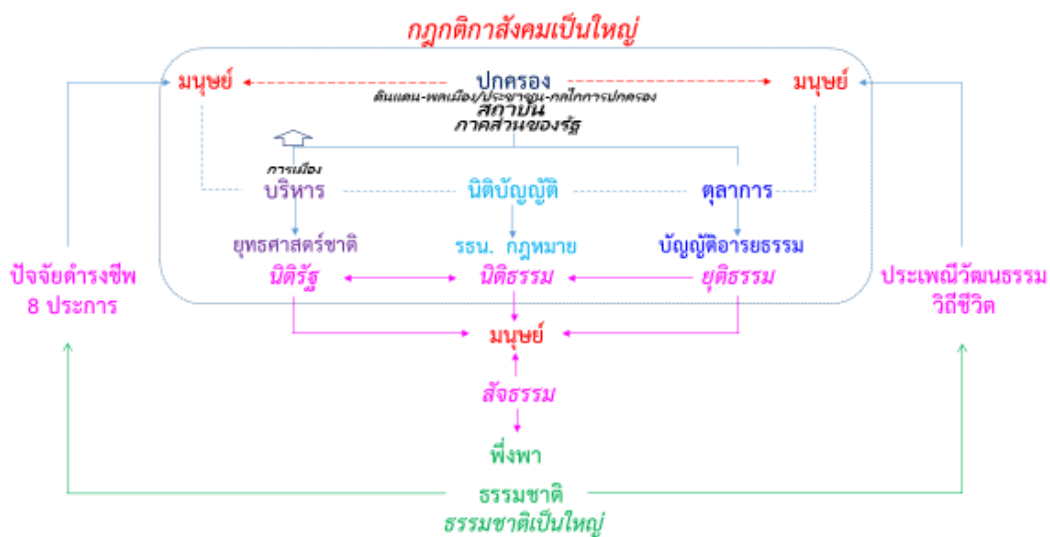 กฎกติกาสังคมเป็นใหญ่
มนุษย์ ปกครอง มนุษย์
ดินแดน-พลเมือง/ประชาชน-กลไกการปกครอง
สถาบัน
ภาคส่วนของรัฐ
การเมือง
บริหาร นิติบัญญัติ ตุลาการ
ยุทธศาสตร์ชาติ รธน. กฎหมาย บัญญัติอารยธรรม
นิติรัฐ นิติธรรม ยุติธรรม
ปัจจัยดำรงชีพ
8 ประการ
ประเพณีวัฒนธรรม
วิถีชีวิต
มนุษย์
สัจธรรม
พึ่งพา
ธรรมชาติ
ธรรมชาติเป็นใหญ่